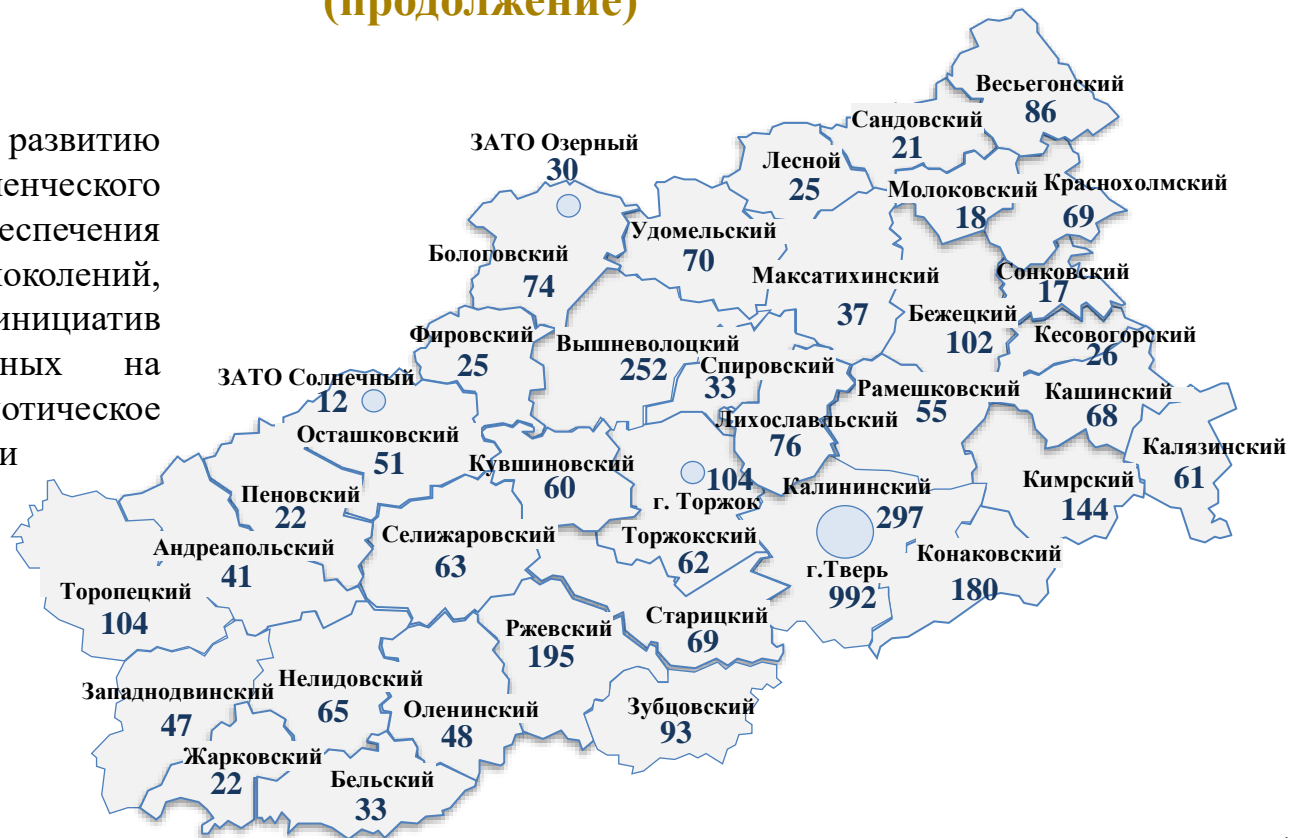 (продолжение)
развитию
ленческого
еспечения
поколений,
инициатив
ных на
отическое
и
Весьегонский
86
Сандовский
21
ЗАТО Озерный
30
Лесной
25
Молоковский
18
Краснохолмский
69
Удомельский
70
Бологовский
74
Максатихинский
37
Сонковский
17
Бежецкий
102
Фировский
25
Вышневолоцкий
252
Кесовогорский
26
Спировский
33
ЗАТО Солнечный
12
Рамешковский
55
Кашинский
68
Лихославльский
76
Осташковский
51
Калязинский
61
Кувшиновский
60
104
г. Торжок
Калининский
297
Кимрский
144
Пеновский
22
Селижаровский
63
Торжокский
62
Андреапольский
41
Конаковский
180
г.Тверь
992
Торопецкий
104
Старицкий
69
Ржевский
195
Западнодвинский
47
Нелидовский
65
Оленинский
48
Зубцовский
93
Жарковский
22
Бельский
33